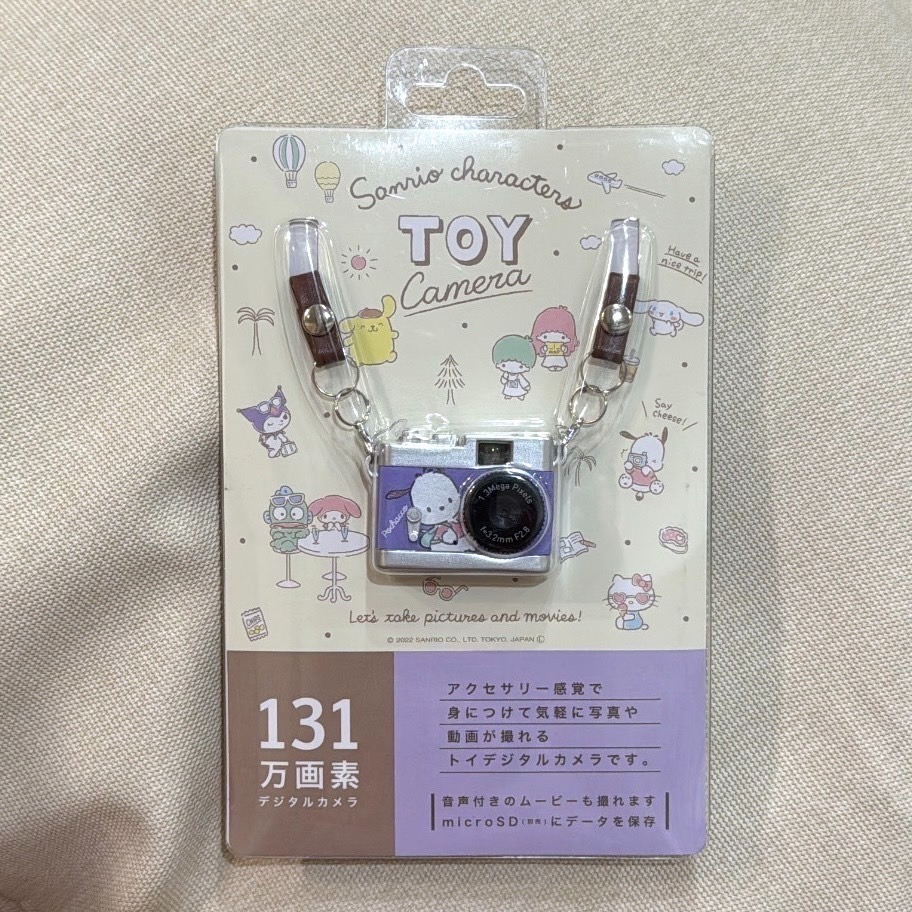 Sanrio characters
TOY
Camera
Have a
nice trip!
Say
cheese!
1.3Mega Pixels
f=3.2mm F2.8
Pochacco
CHIPS
Let's take pictures and movies!
© 2022 SANRIO CO., LTD. TOKYO, JAPAN Ⓛ
131
万画素
デジタルカメラ
アクセサリー感覚で
身につけて気軽に写真や
動画が撮れる
トイデジタルカメラです。
音声付きのムービーも撮れます
microSD(別売)にデータを保存